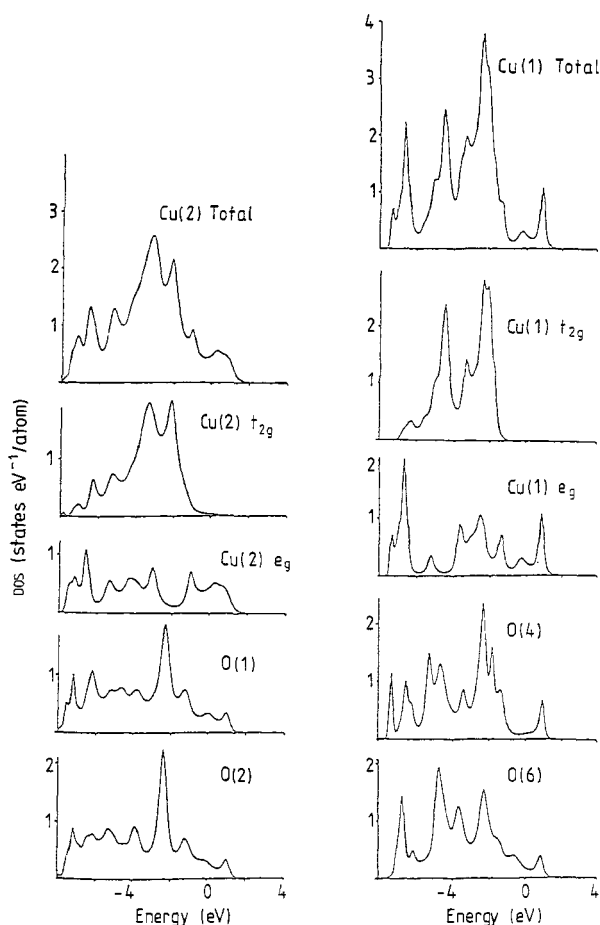 DOS (states eV⁻¹/atom)
3
2
1
Cu(2) Total
1
Cu(2) t2g
1
Cu(2) eg
1
O(1)
2
1
O(2)
-4
0
4
Energy (eV)
4
3
2
1
Cu(1) Total
2
1
Cu(1) t2g
2
1
Cu(1) eg
2
1
O(4)
2
1
O(6)
-4
0
4
Energy (eV)